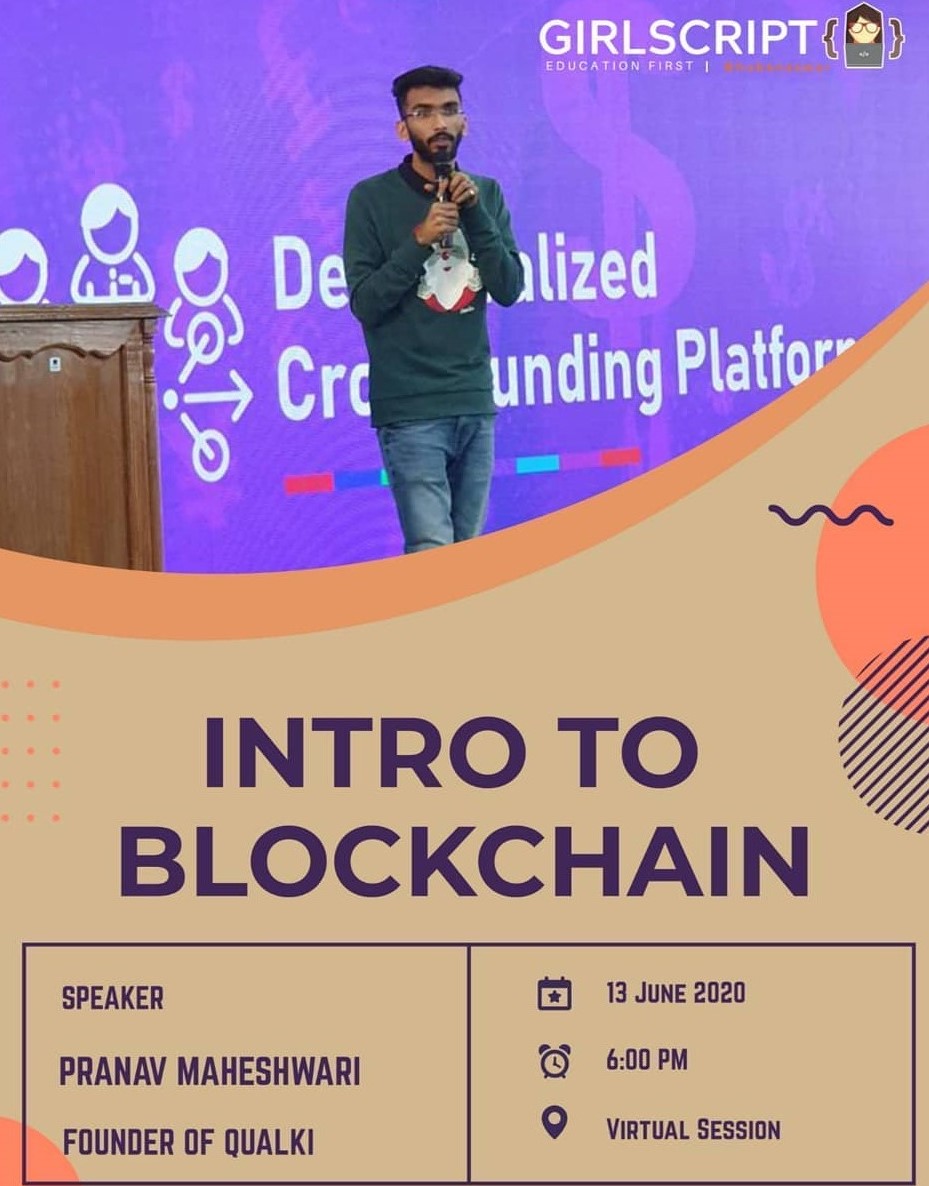 GIRLSCRIPT
EDUCATION FIRST |
</>
De alized
Cro unding Platfor
INTRO TO
BLOCKCHAIN
SPEAKER
PRANAV MAHESHWARI
FOUNDER OF QUALKI
13 JUNE 2020
6:00 PM
VIRTUAL SESSION